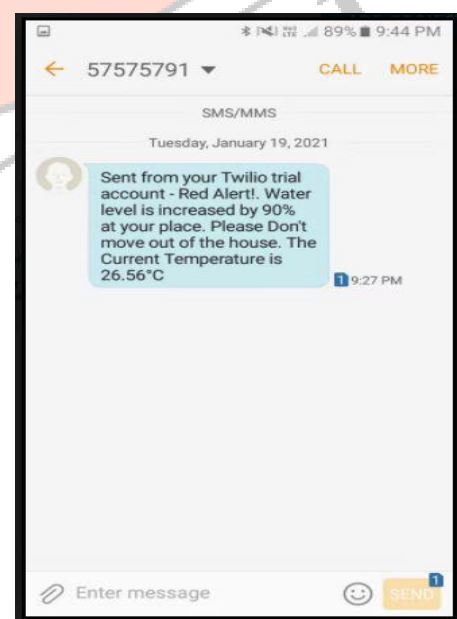 89% 9:44 PM
57575791 CALL MORE
SMS/MMS
Tuesday, January 19, 2021
Sent from your Twilio trial
account - Red Alert!. Water
level is increased by 90%
at your place. Please Don't
move out of the house. The
Current Temperature is
26.56°C
1 9:27 PM
Enter message
SEND
1